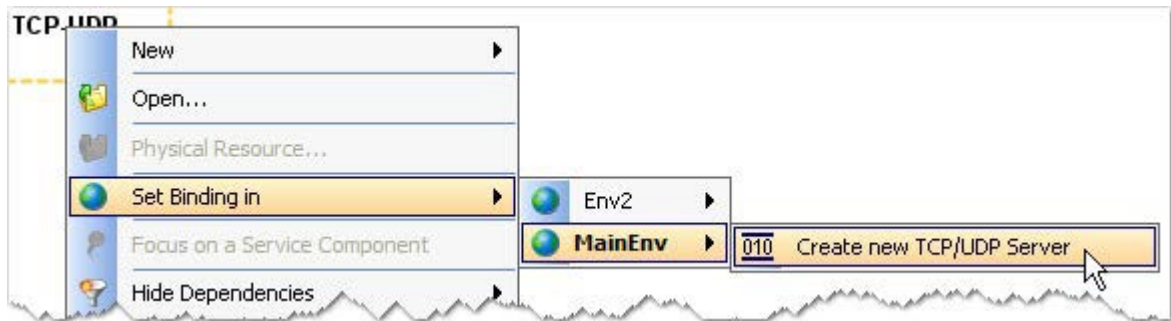 TCP-UDP
New
Open...
Physical Resource...
Set Binding in
Env2
MainEnv
010 Create new TCP/UDP Server
Focus on a Service Component
Hide Dependencies